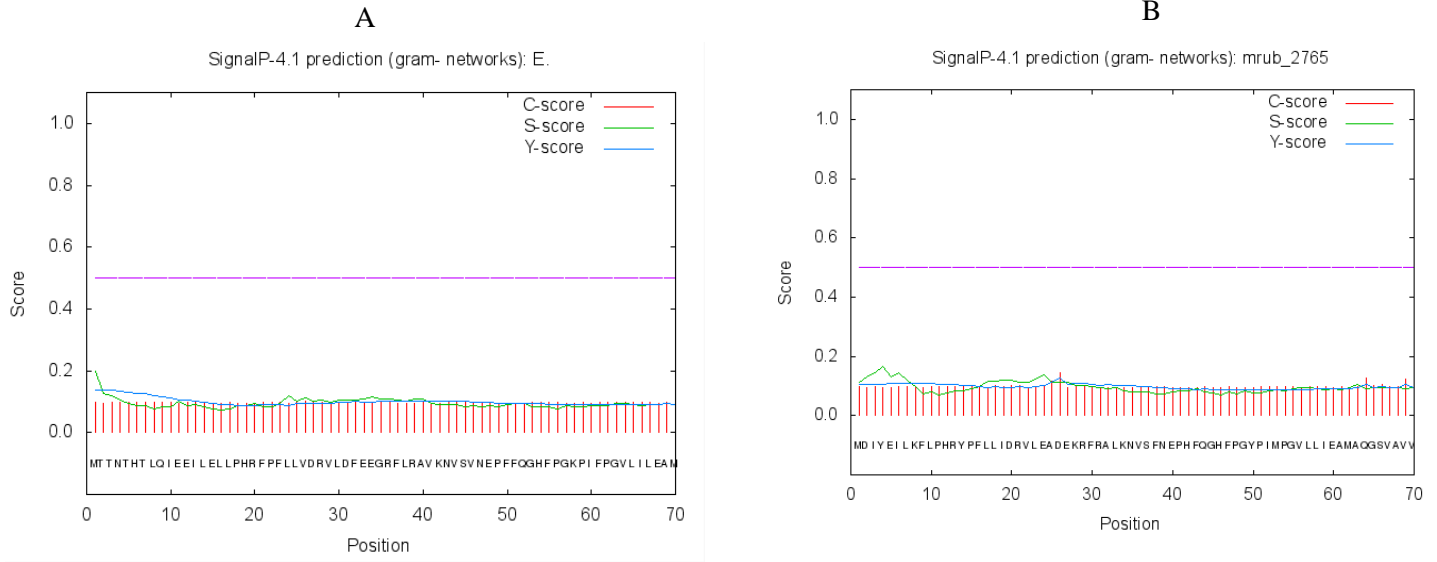 A
SignalP-4.1 prediction (gram- networks): E.
C-score
S-score
Y-score
1.0
0.8
0.6
0.4
0.2
0.0
Score
MTTNTHTLQIEEILELLPHRFPFLLVDRVLDFEEGRFLRAVKNVSVNEPFFQGHFPGKPIFPGVLILEAM
0 10 20 30 40 50 60 70
Position
B
SignalP-4.1 prediction (gram- networks): mrub_2765
C-score
S-score
Y-score
1.0
0.8
0.6
0.4
0.2
0.0
Score
MDIYEILKFLPHRYPFLLIDRVLEADEKRFRALKNVSFNEPHFQGHFPGYPIMPGVLLIEAMAQGSVAVV
0 10 20 30 40 50 60 70
Position